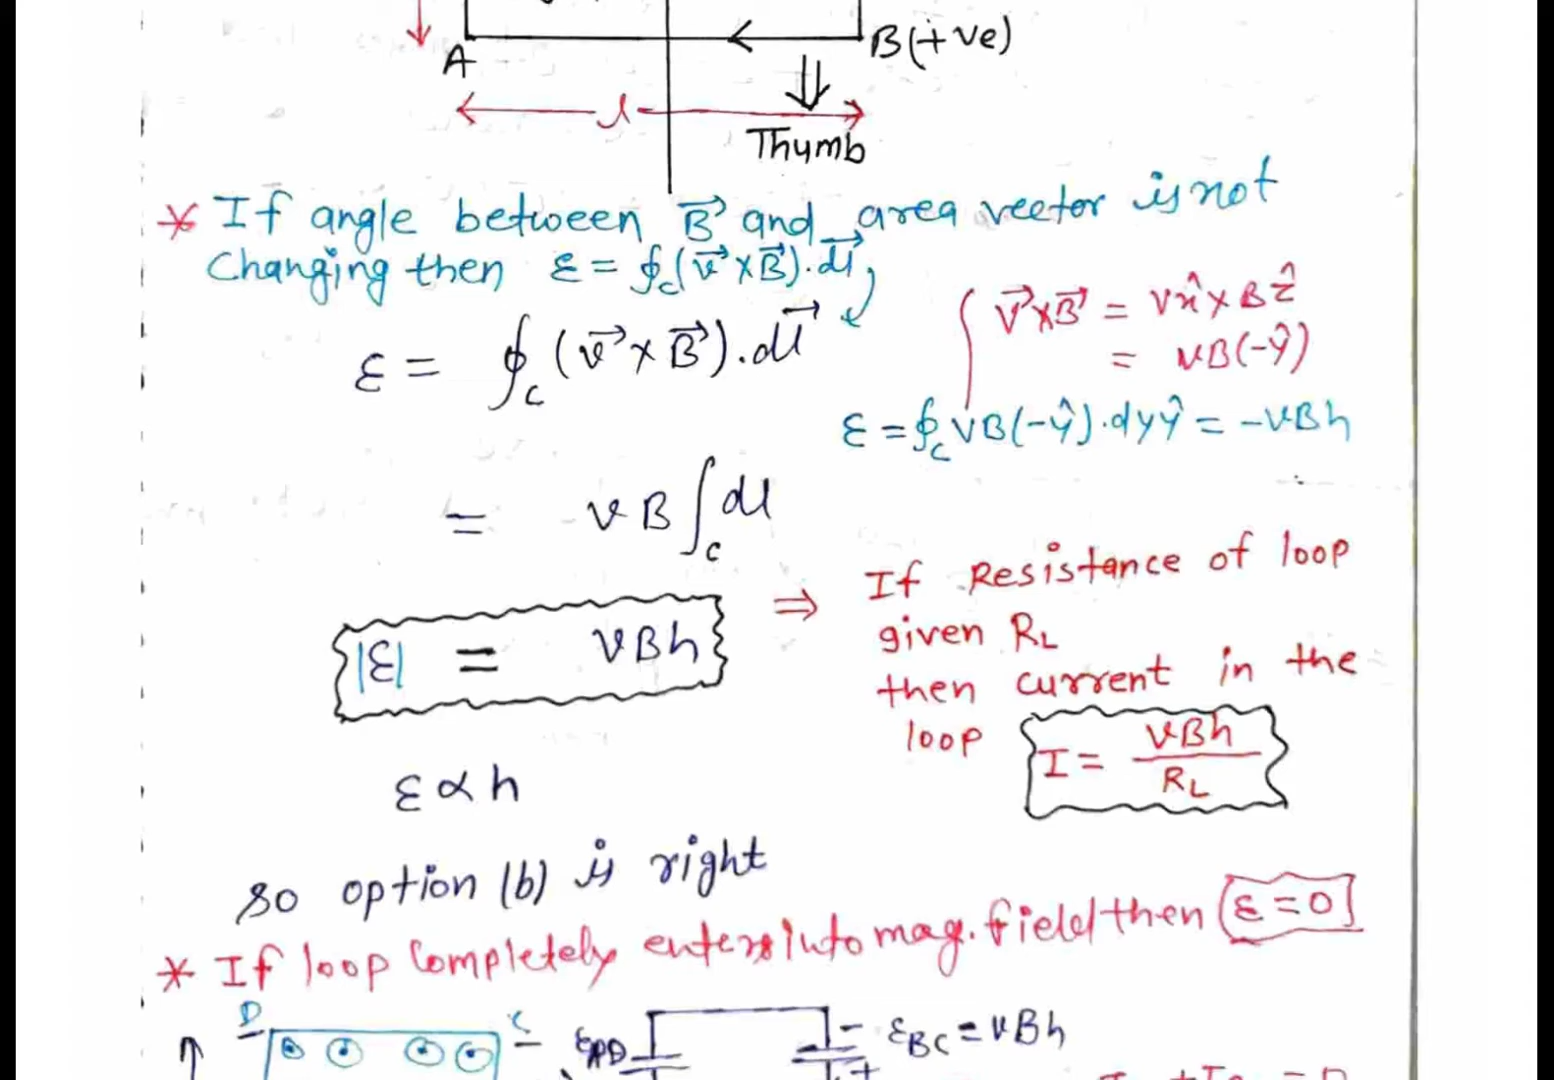 A
B(+ve)
l
Thumb
* If angle between B⃗ and area vector is not
Changing then ε = ∮c(v⃗×B⃗).dl⃗,
ε = ∮c (v⃗ × B⃗).dl⃗
v⃗×B⃗ = vx̂ × Bẑ
= vB(-ŷ)
ε = ∮c vB(-ŷ).dyŷ = -vBh
= vB ∫c dl
|ε| = vBh
⇒ If Resistance of loop
given RL
then current in the
loop I = vBh/RL
ε ∝ h
so option (b) is right
* If loop completely enters into mag. field then ε = 0
D
C
εAD
εBC = vBh